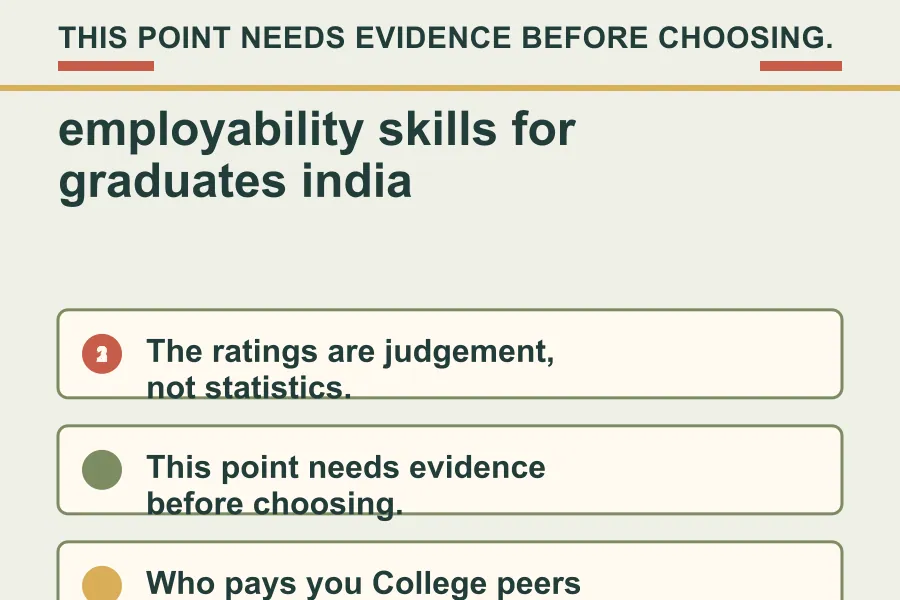 THIS POINT NEEDS EVIDENCE BEFORE CHOOSING.
employability skills for
graduates india
The ratings are judgement,
not statistics.
This point needs evidence
before choosing.
Who pays you College peers